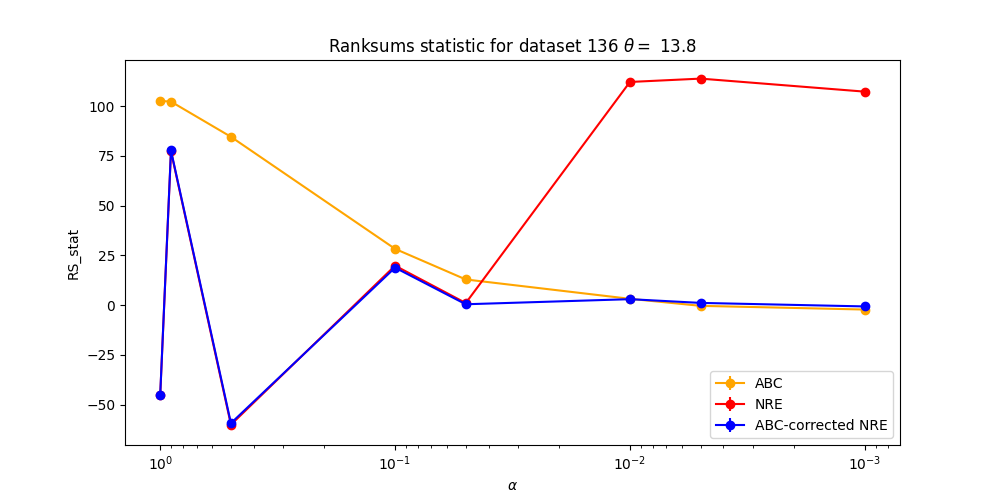 Ranksums statistic for dataset 136 θ = 13.8
RS_stat
100
75
50
25
0
−25
−50
10⁰
10⁻¹
10⁻²
10⁻³
α
ABC
NRE
ABC-corrected NRE